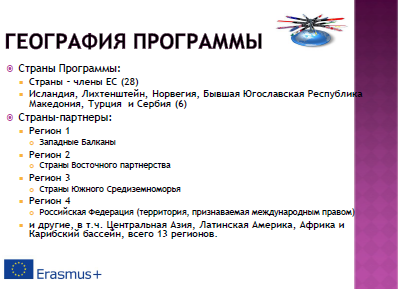 ГЕОГРАФИЯ ПРОГРАММЫ
Страны Программы:
Страны – члены ЕС (28)
Исландия, Лихтенштейн, Норвегия, Бывшая Югославская Республика
Македония, Турция и Сербия (6)
Страны-партнеры:
Регион 1
Западные Балканы
Регион 2
Страны Восточного партнерства
Регион 3
Страны Южного Средиземноморья
Регион 4
Российская Федерация (территория, признаваемая международным правом)
и другие, в т.ч. Центральная Азия, Латинская Америка, Африка и
Карибский бассейн, всего 13 регионов.
Erasmus+